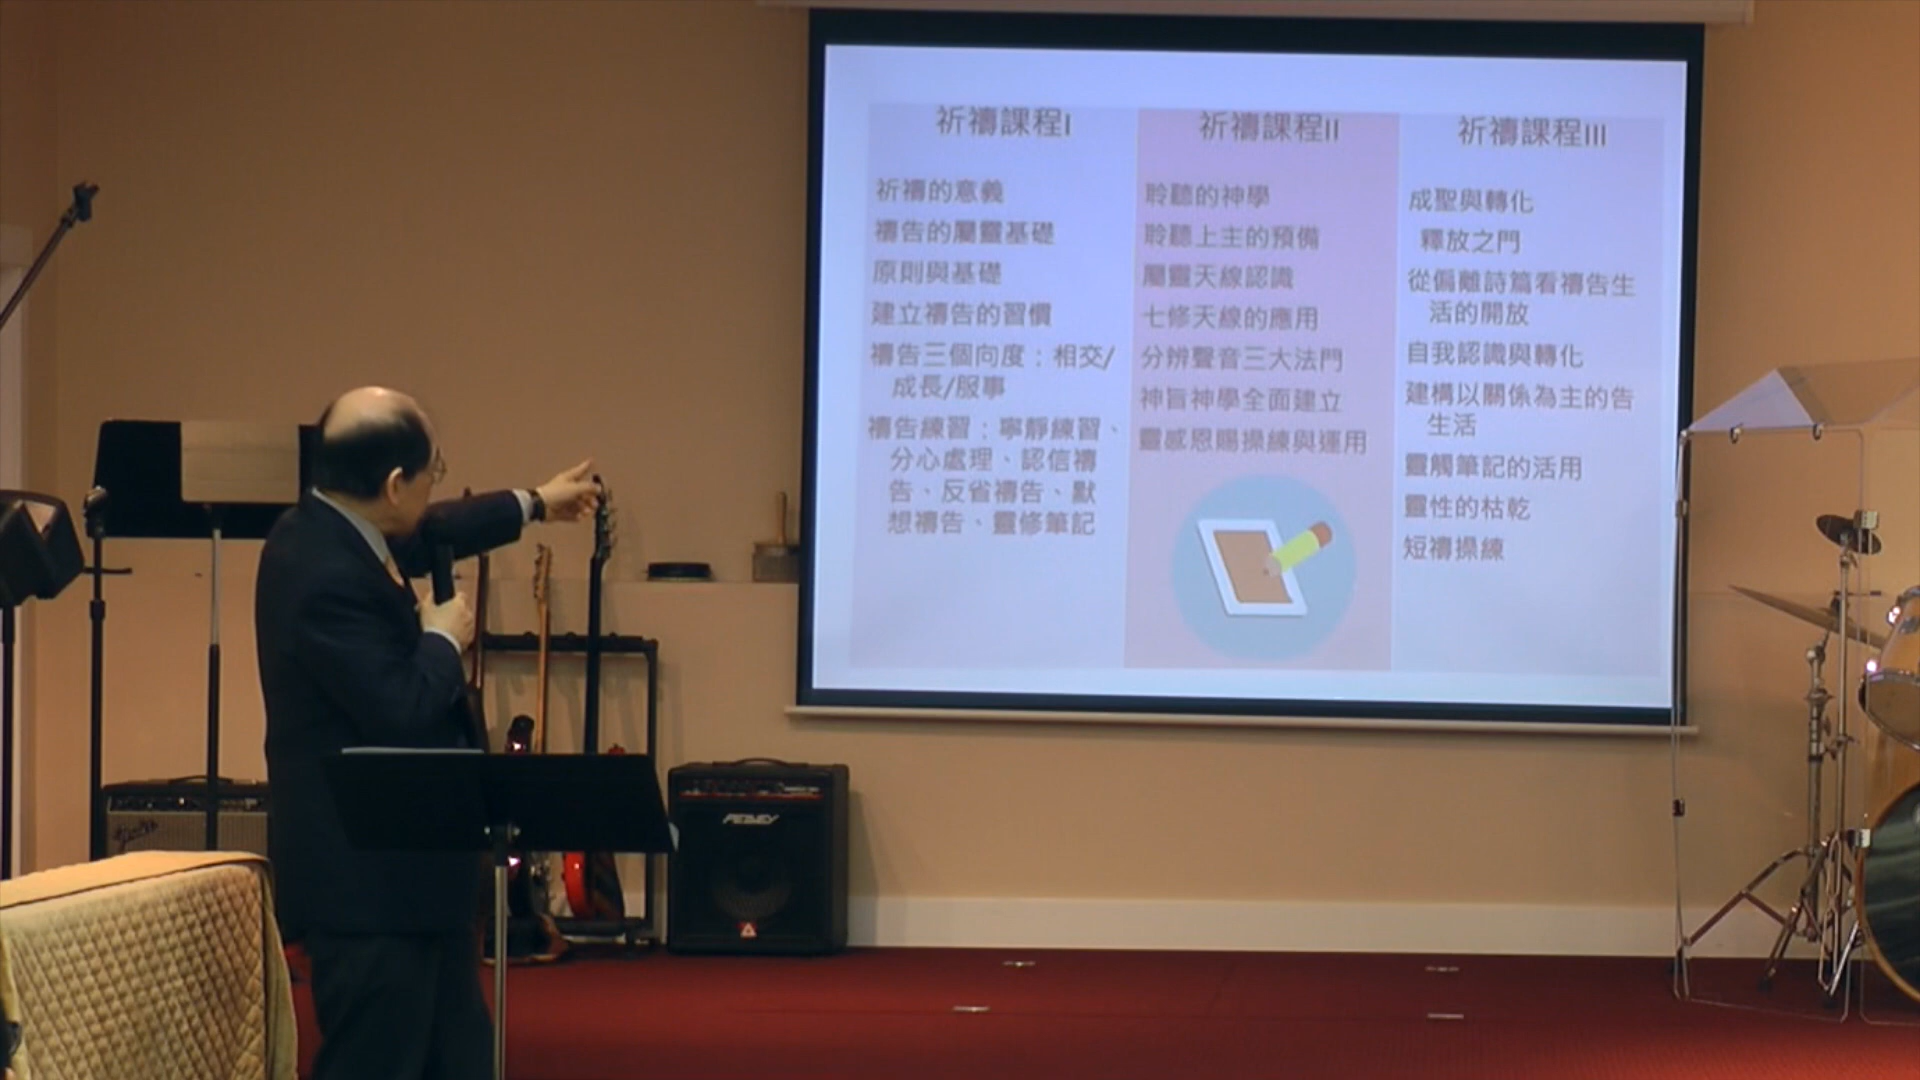 祈禱課程I
祈禱的意義
禱告的屬靈基礎
原則與基礎
建立禱告的習慣
禱告三個向度：相交/
成長/服事
禱告練習：寧靜練習、
分心處理、認信禱
告、反省禱告、默
想禱告、靈修筆記
祈禱課程II
聆聽的神學
聆聽上主的預備
屬靈天線認識
七修天線的應用
分辨聲音三大法門
神旨神學全面建立
靈感恩賜操練與運用
祈禱課程III
成聖與轉化
釋放之門
從偏離詩篇看禱告生
活的開放
自我認識與轉化
建構以關係為主的告
生活
靈觸筆記的活用
靈性的枯乾
短禱操練
PEAVEY
Fender